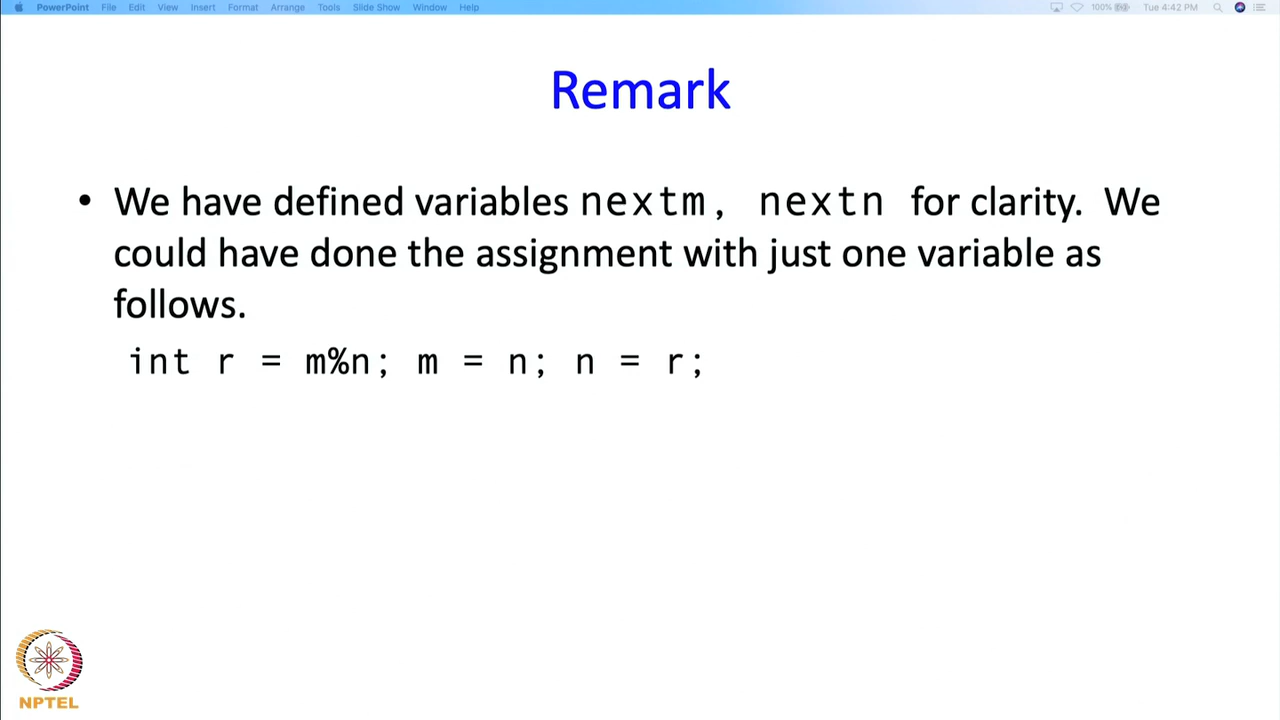 PowerPoint File Edit View Insert Format Arrange Tools Slide Show Window Help 100% Tue 4:42 PM
Remark
• We have defined variables nextm, nextn for clarity. We
could have done the assignment with just one variable as
follows.
int r = m%n; m = n; n = r;
NPTEL